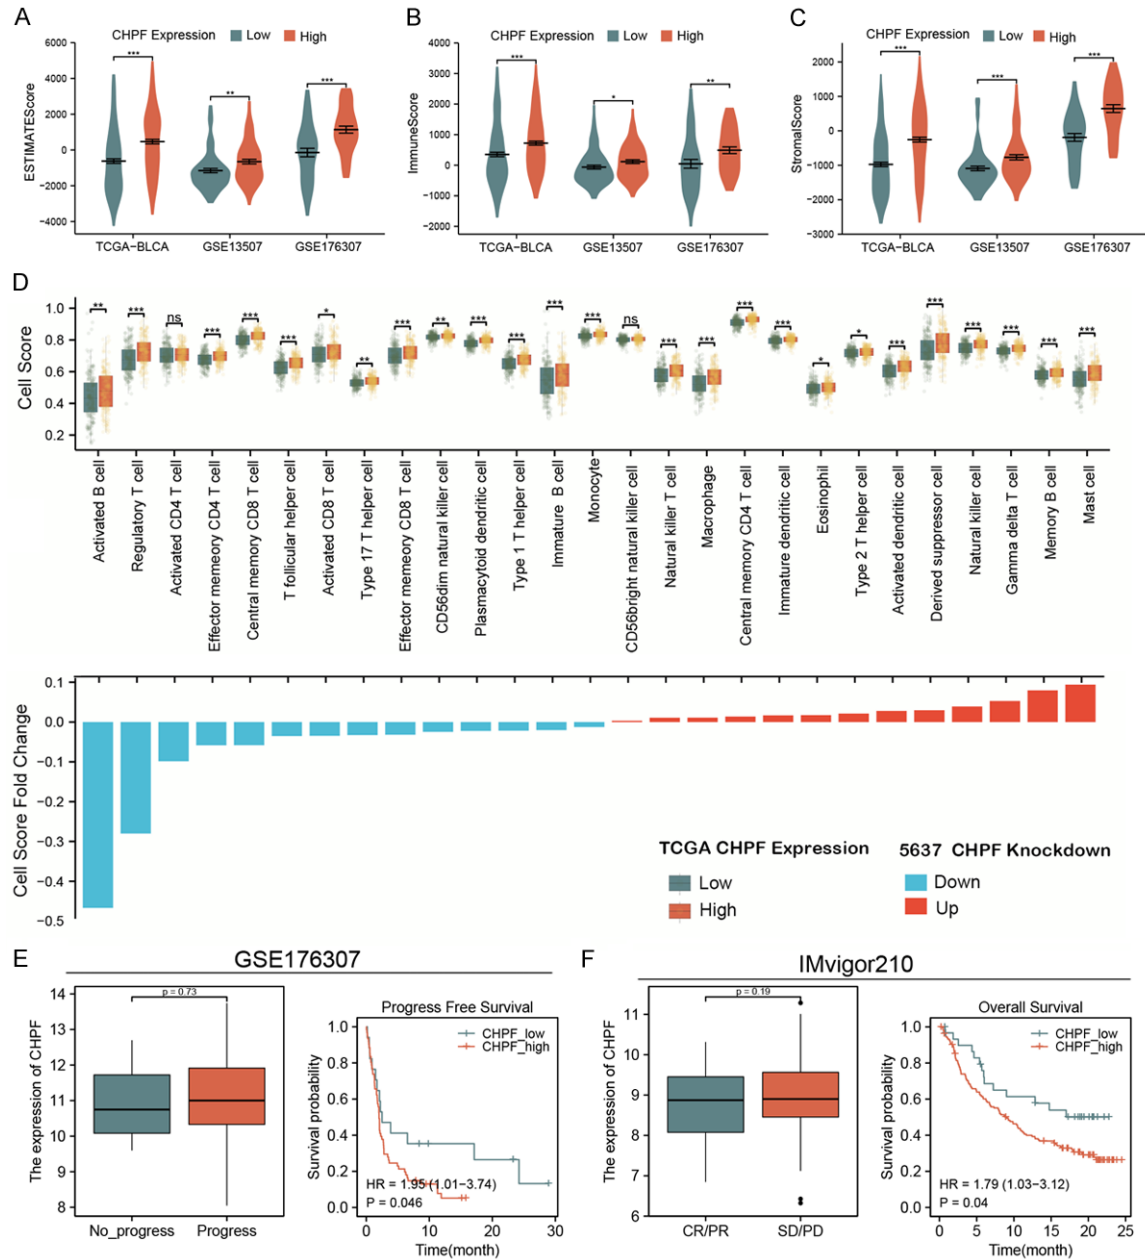 A
CHPF Expression Low High
ESTIMATEScore
6000
4000
2000
0
−2000
−4000
*** ** ***
TCGA−BLCA GSE13507 GSE176307
B
CHPF Expression Low High
ImmuneScore
4000
3000
2000
1000
0
−1000
−2000
*** * **
TCGA−BLCA GSE13507 GSE176307
C
CHPF Expression Low High
StromalScore
2000
1000
0
−1000
−2000
−3000
*** *** ***
TCGA−BLCA GSE13507 GSE176307
D
Cell Score
1.0
0.8
0.6
0.4
0.2
** *** ns *** *** *** * ** *** ** *** *** *** *** ns *** *** *** *** * * *** *** *** *** *** ***
Activated B cell
Regulatory T cell
Activated CD4 T cell
Effector memeory CD4 T cell
Central memory CD8 T cell
T follicular helper cell
Activated CD8 T cell
Type 17 T helper cell
Effector memeory CD8 T cell
CD56dim natural killer cell
Plasmacytoid dendritic cell
Type 1 T helper cell
Immature B cell
Monocyte
CD56bright natural killer cell
Natural killer T cell
Macrophage
Central memory CD4 T cell
Immature dendritic cell
Eosinophil
Type 2 T helper cell
Activated dendritic cell
Derived suppressor cell
Natural killer cell
Gamma delta T cell
Memory B cell
Mast cell
Cell Score Fold Change
0.1
0.0
−0.1
−0.2
−0.3
−0.4
−0.5
TCGA CHPF Expression
Low
High
5637 CHPF Knockdown
Down
Up
E
GSE176307
The expression of CHPF
14
13
12
11
10
9
8
p = 0.73
No_progress Progress
Progress Free Survival
Survival probability
1.0
0.8
0.6
0.4
0.2
0.0
CHPF_low
CHPF_high
HR = 1.95 (1.01−3.74)
P = 0.046
0 10 20 30
Time(month)
F
IMvigor210
The expression of CHPF
11
10
9
8
7
6
p = 0.19
CR/PR SD/PD
Overall Survival
Survival probability
1.0
0.8
0.6
0.4
0.2
0.0
CHPF_low
CHPF_high
HR = 1.79 (1.03−3.12)
P = 0.04
0 5 10 15 20 25
Time(month)